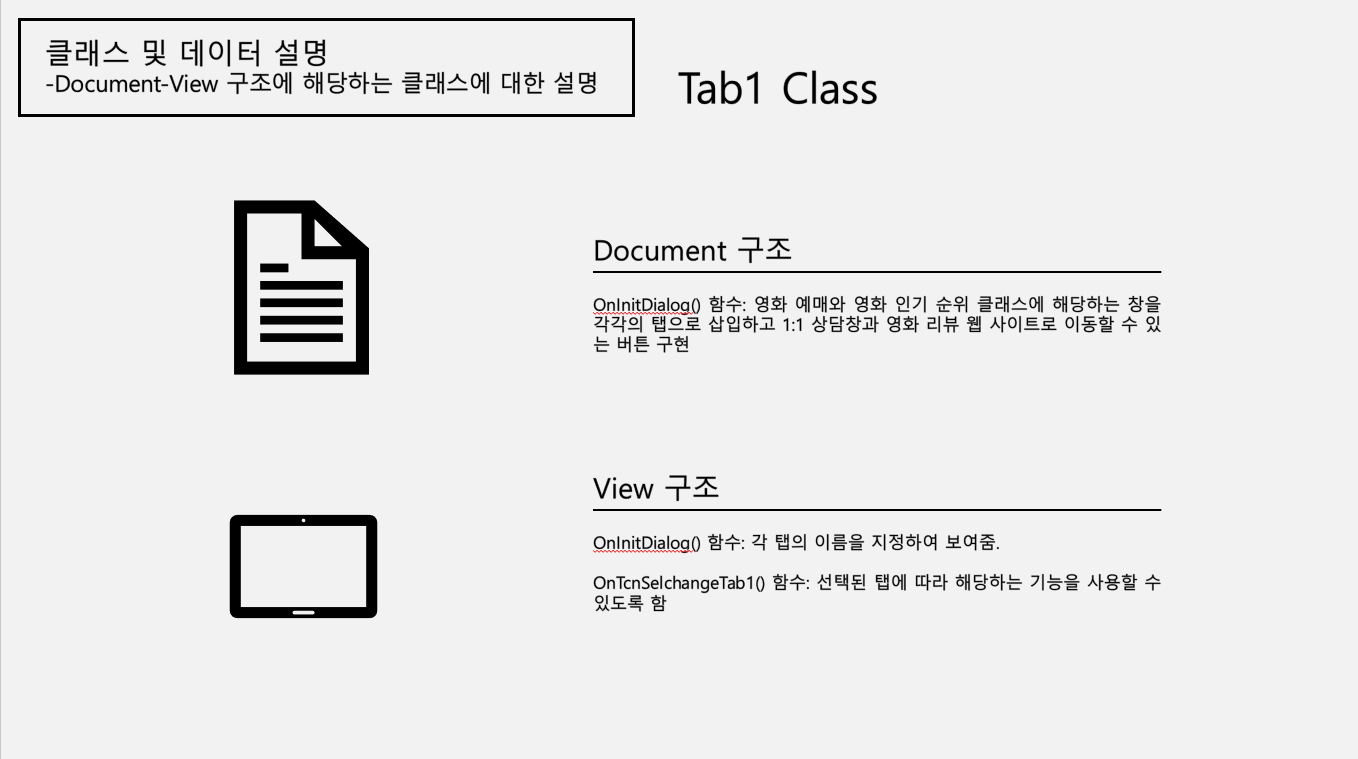 클래스 및 데이터 설명
-Document-View 구조에 해당하는 클래스에 대한 설명
Tab1 Class
Document 구조
OnInitDialog() 함수: 영화 예매와 영화 인기 순위 클래스에 해당하는 창을
각각의 탭으로 삽입하고 1:1 상담창과 영화 리뷰 웹 사이트로 이동할 수 있
는 버튼 구현
View 구조
OnInitDialog() 함수: 각 탭의 이름을 지정하여 보여줌.
OnTcnSelchangeTab1() 함수: 선택된 탭에 따라 해당하는 기능을 사용할 수
있도록 함